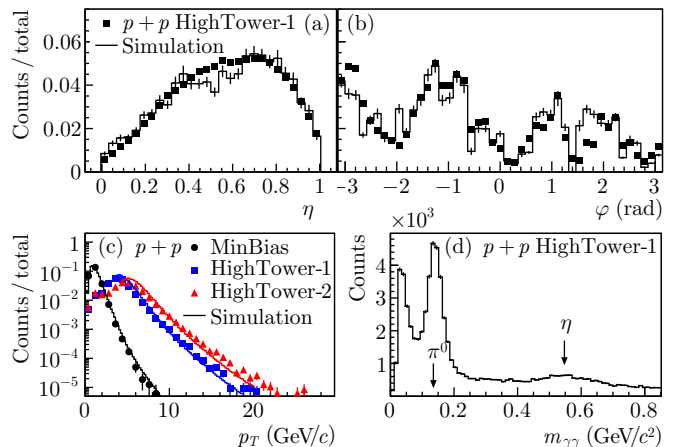 p + p HighTower-1 (a)
Simulation
(b)
Counts / total
0.06
0.04
0.02
0
0 0.2 0.4 0.6 0.8 1
η
−3 −2 −1 0 1 2 3
φ (rad)
(c) p + p
MinBias
HighTower-1
HighTower-2
Simulation
Counts / total
1
10⁻¹
10⁻²
10⁻³
10⁻⁴
10⁻⁵
0 10 20
p_T (GeV/c)
×10³
(d) p + p HighTower-1
Counts
4
3
2
1
0
π⁰
η
0 0.2 0.4 0.6 0.8
m_γγ (GeV/c²)